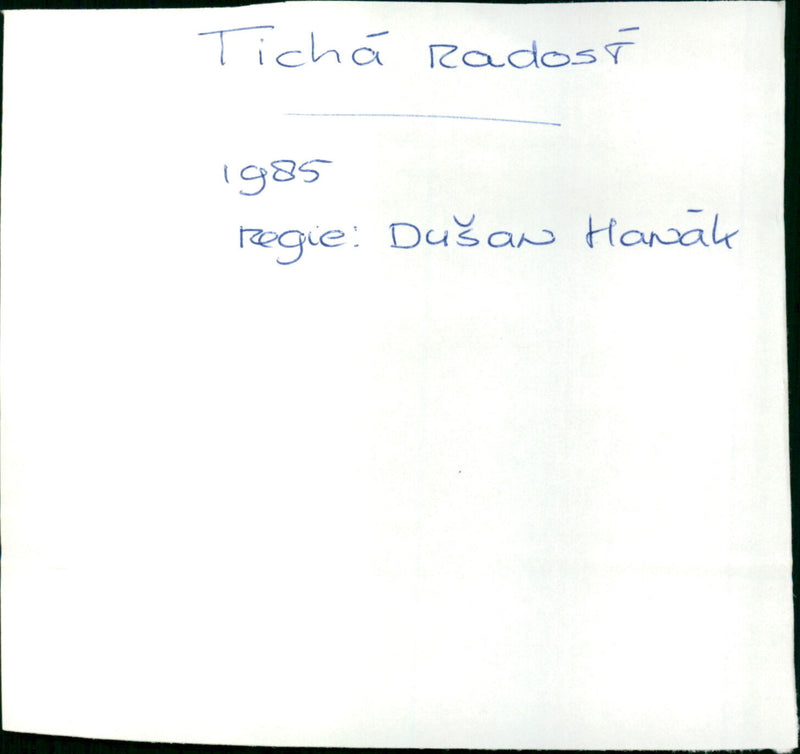 Tichá Radosť
1985
Regie: Dušan Hanák